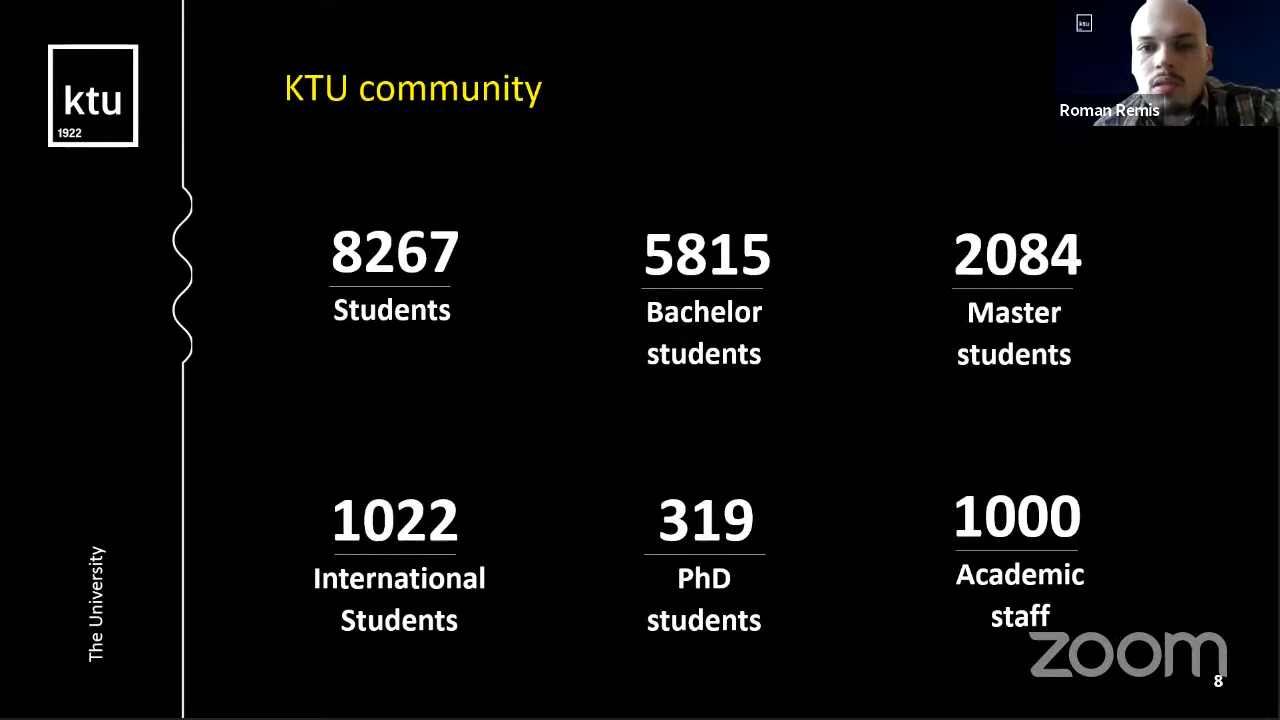 ktu
1922
KTU community
ktu
Roman Remis
8267
Students
5815
Bachelor
students
2084
Master
students
1022
International
Students
319
PhD
students
1000
Academic
staff
The University
zoom
8